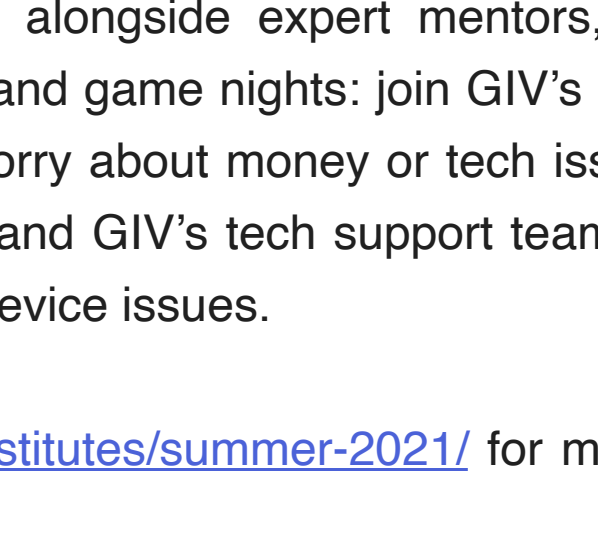 alongside expert mentors,
and game nights: join GIV's
orry about money or tech iss
and GIV's tech support team
evice issues.
stitutes/summer-2021/ for m